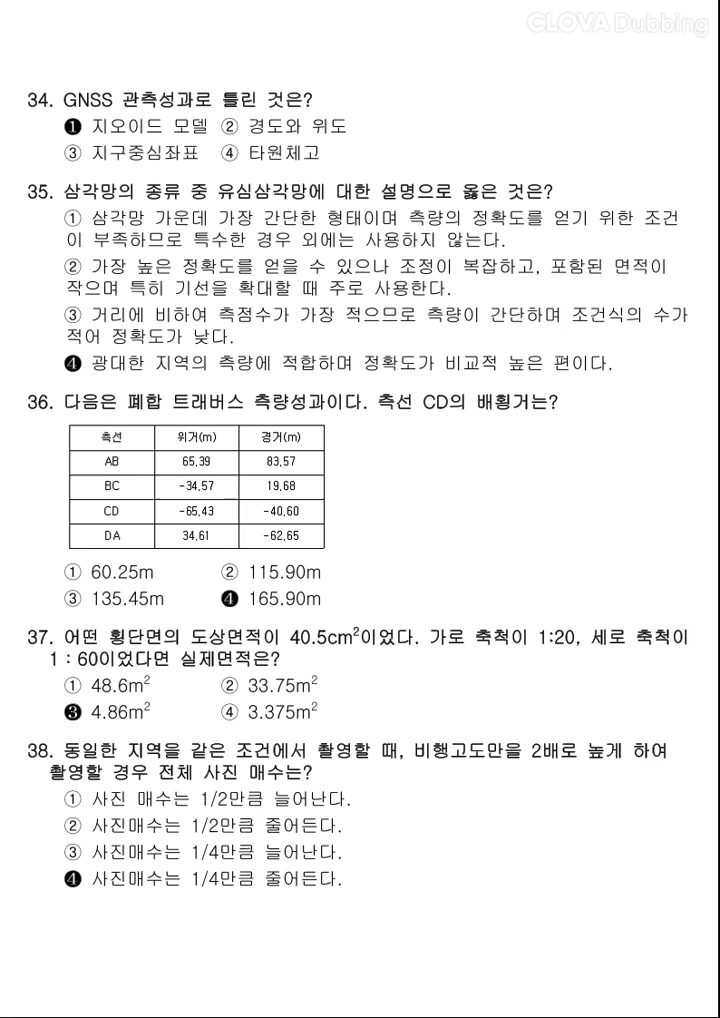 CLOVA Dubbing
34. GNSS 관측성과로 틀린 것은?
❶ 지오이드 모델 ② 경도와 위도
③ 지구중심좌표 ④ 타원체고
35. 삼각망의 종류 중 유심삼각망에 대한 설명으로 옳은 것은?
① 삼각망 가운데 가장 간단한 형태이며 측량의 정확도를 얻기 위한 조건
이 부족하므로 특수한 경우 외에는 사용하지 않는다.
② 가장 높은 정확도를 얻을 수 있으나 조정이 복잡하고, 포함된 면적이
작으며 특히 기선을 확대할 때 주로 사용한다.
③ 거리에 비하여 측점수가 가장 적으므로 측량이 간단하며 조건식의 수가
적어 정확도가 낮다.
❹ 광대한 지역의 측량에 적합하며 정확도가 비교적 높은 편이다.
36. 다음은 폐합 트래버스 측량성과이다. 측선 CD의 배횡거는?
측선 위거(m) 경거(m)
AB 65.39 83.57
BC -34.57 19.68
CD -65.43 -40.60
DA 34.61 -62.65
① 60.25m ② 115.90m
③ 135.45m ❹ 165.90m
37. 어떤 횡단면의 도상면적이 40.5cm²이었다. 가로 축척이 1:20, 세로 축척이
1 : 60이었다면 실제면적은?
① 48.6m² ② 33.75m²
❸ 4.86m² ④ 3.375m²
38. 동일한 지역을 같은 조건에서 촬영할 때, 비행고도만을 2배로 높게 하여
촬영할 경우 전체 사진 매수는?
① 사진 매수는 1/2만큼 늘어난다.
② 사진매수는 1/2만큼 줄어든다.
③ 사진매수는 1/4만큼 늘어난다.
❹ 사진매수는 1/4만큼 줄어든다.